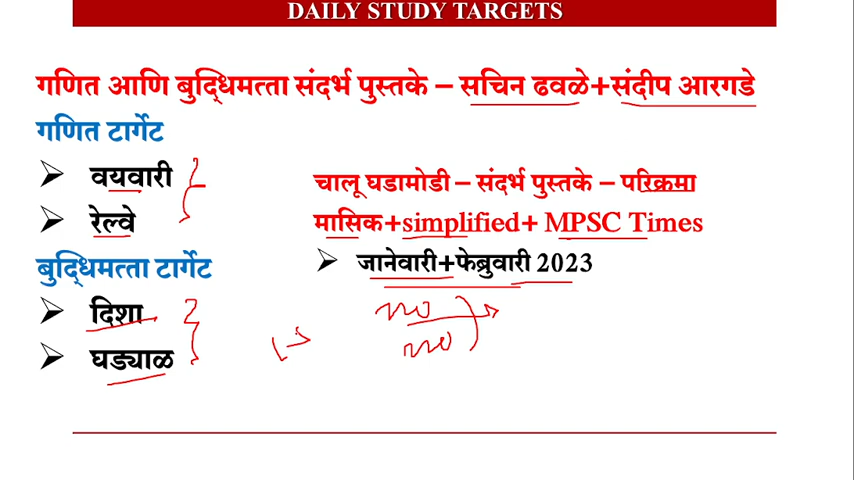 DAILY STUDY TARGETS
गणित आणि बुद्धिमत्ता संदर्भ पुस्तके – सचिन ढवळे+संदीप आरगडे
गणित टार्गेट
➢ वयवारी
➢ रेल्वे
बुद्धिमत्ता टार्गेट
➢ दिशा
➢ घड्याळ
चालू घडामोडी – संदर्भ पुस्तके – परिक्रमा
मासिक+simplified+ MPSC Times
➢ जानेवारी+फेब्रुवारी 2023